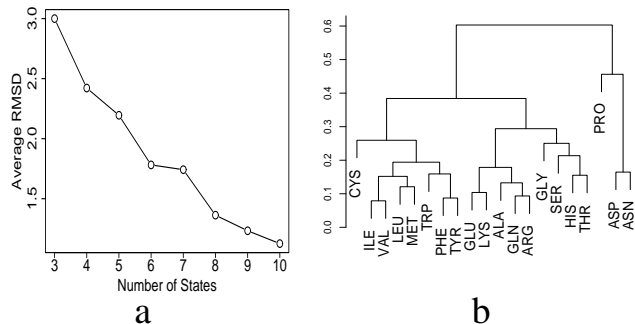 3.0
2.5
2.0
1.5
Average RMSD
3 4 5 6 7 8 9 10
Number of States
a
0.6
0.5
0.4
0.3
0.2
0.1
0.0
CYS
ILE
VAL
LEU
MET
TRP
PHE
TYR
GLU
LYS
ALA
GLN
ARG
GLY
SER
HIS
THR
PRO
ASP
ASN
b